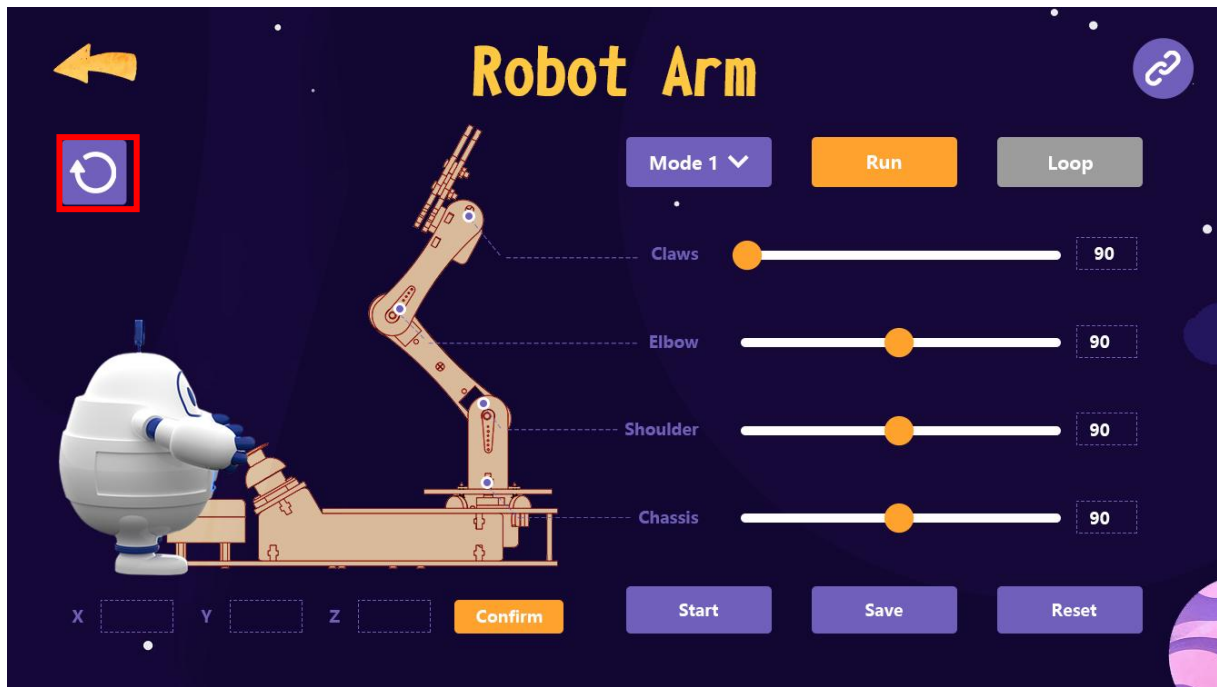 Robot Arm
Mode 1
Run
Loop
Claws
90
Elbow
90
Shoulder
90
Chassis
90
X
Y
Z
Confirm
Start
Save
Reset